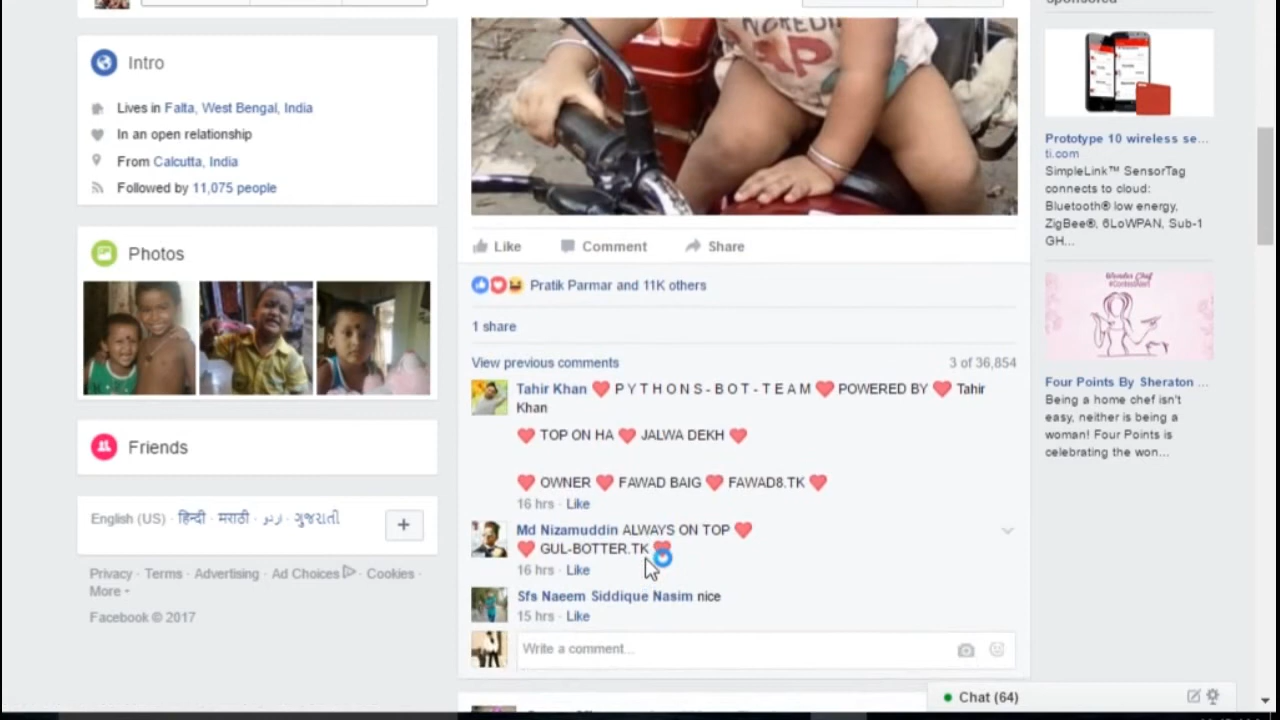 Intro
Lives in Falta, West Bengal, India
In an open relationship
From Calcutta, India
Followed by 11,075 people
Photos
Friends
English (US) · हिन्दी · मराठी · اردو · ગુજરાતી
+
Privacy · Terms · Advertising · Ad Choices · Cookies ·
More
Facebook © 2017
INCREDIBLE
Like Comment Share
Pratik Parmar and 11K others
1 share
View previous comments 3 of 36,854
Tahir Khan ❤ P Y T H O N S - B O T - T E A M ❤ POWERED BY ❤ Tahir
Khan
❤ TOP ON HA ❤ JALWA DEKH ❤
❤ OWNER ❤ FAWAD BAIG ❤ FAWAD8.TK ❤
16 hrs · Like
Md Nizamuddin ALWAYS ON TOP ❤
❤ GUL-BOTTER.TK ❤
16 hrs · Like
Sfs Naeem Siddique Nasim nice
15 hrs · Like
Write a comment...
Sponsored
Prototype 10 wireless se...
ti.com
SimpleLink™ SensorTag
connects to cloud:
Bluetooth® low energy,
ZigBee®, 6LoWPAN, Sub-1
GH...
Wonder Chef
Four Points By Sheraton ...
Being a home chef isn't
easy, neither is being a
woman! Four Points is
celebrating the won...
Chat (64)